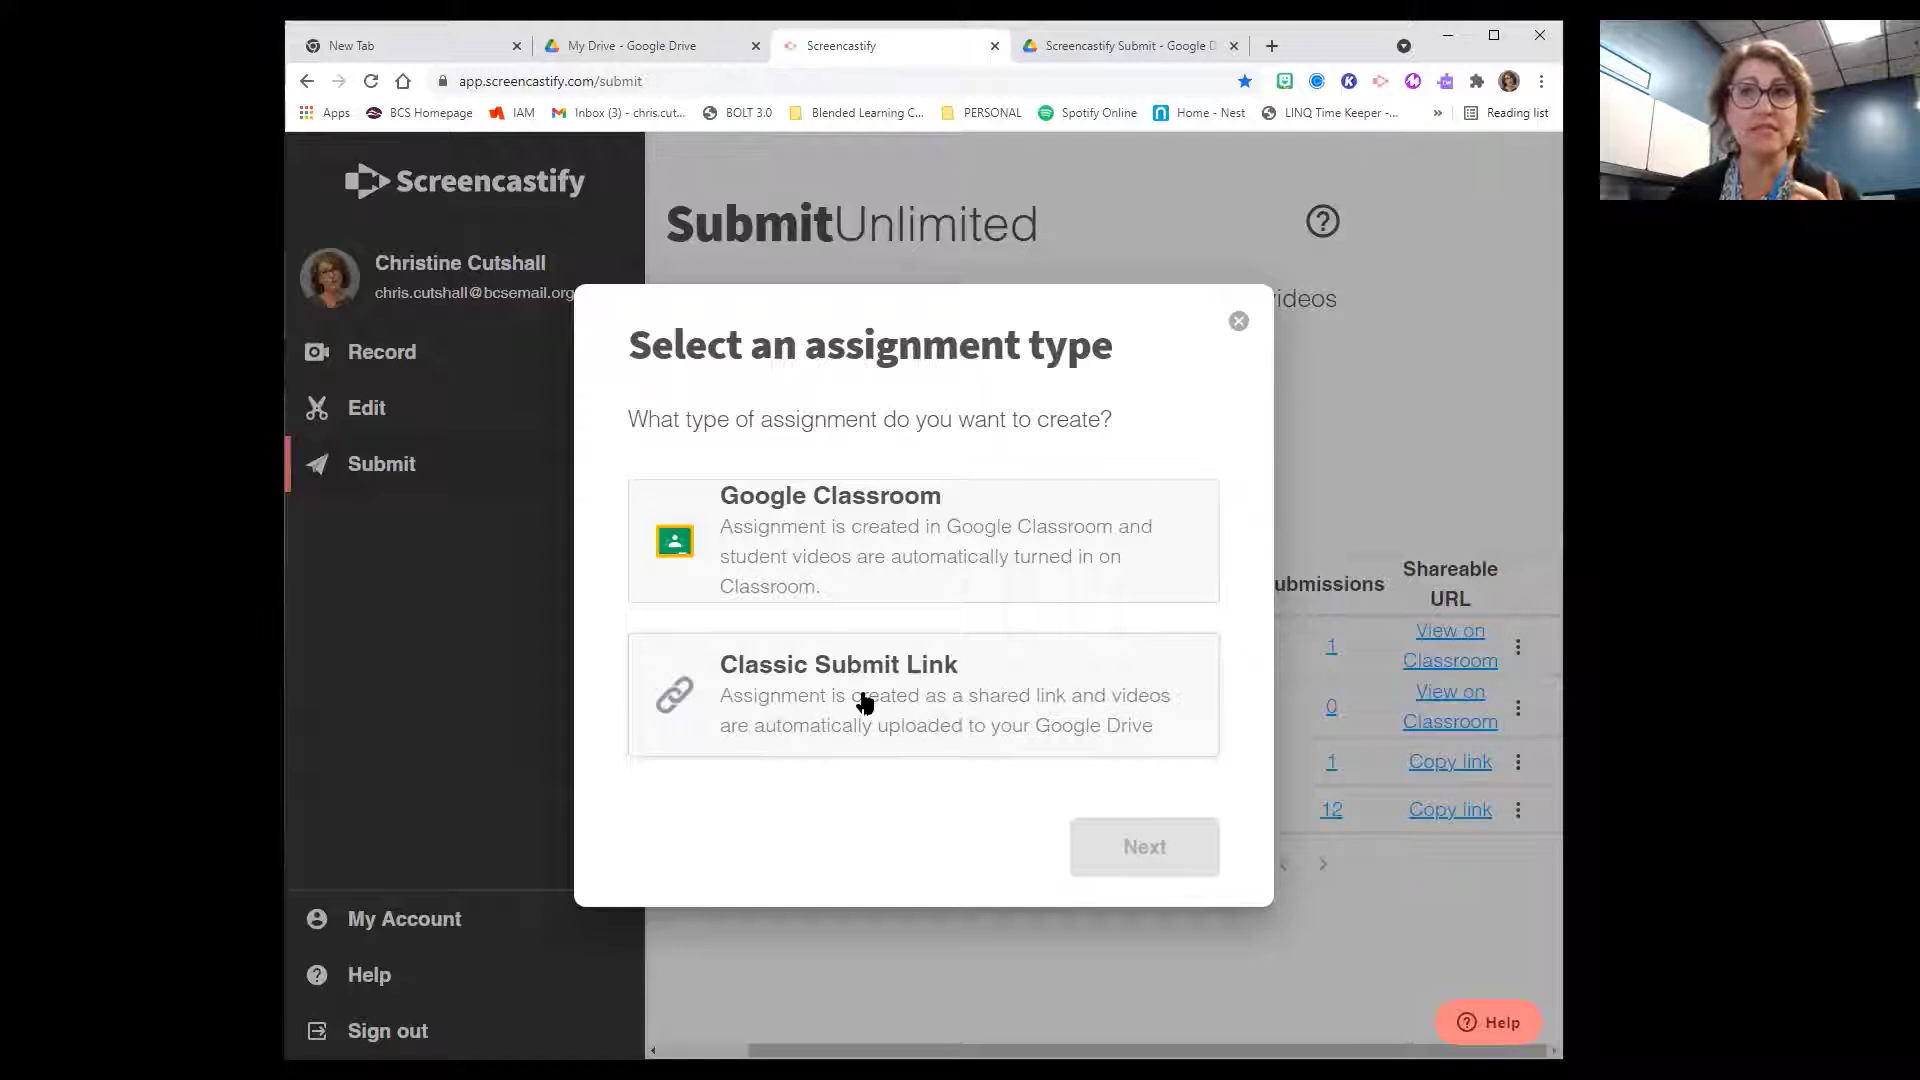 New Tab
My Drive - Google Drive
Screencastify
Screencastify Submit - Google D
app.screencastify.com/submit
Apps
BCS Homepage
IAM
Inbox (3) - chris.cut...
BOLT 3.0
Blended Learning C...
PERSONAL
Spotify Online
Home - Nest
LINQ Time Keeper -...
»
Reading list
Screencastify
Christine Cutshall
chris.cutshall@bcsemail.org
Record
Edit
Submit
My Account
Help
Sign out
SubmitUnlimited
videos
Select an assignment type
What type of assignment do you want to create?
Google Classroom
Assignment is created in Google Classroom and
student videos are automatically turned in on
Classroom.
Classic Submit Link
Assignment is created as a shared link and videos
are automatically uploaded to your Google Drive
Next
ubmissions
Shareable
URL
1
View on
Classroom
0
View on
Classroom
1
Copy link
12
Copy link
Help